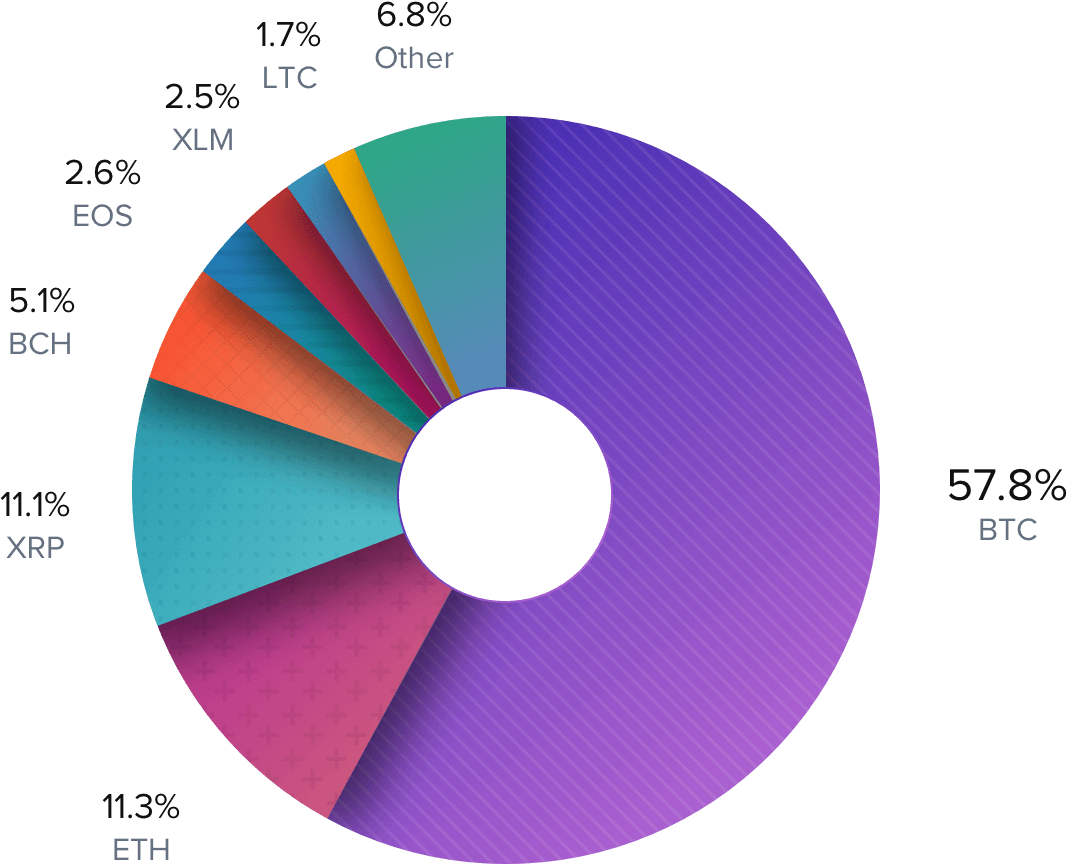 6.8%
Other
1.7%
LTC
2.5%
XLM
2.6%
EOS
5.1%
BCH
11.1%
XRP
57.8%
BTC
11.3%
ETH